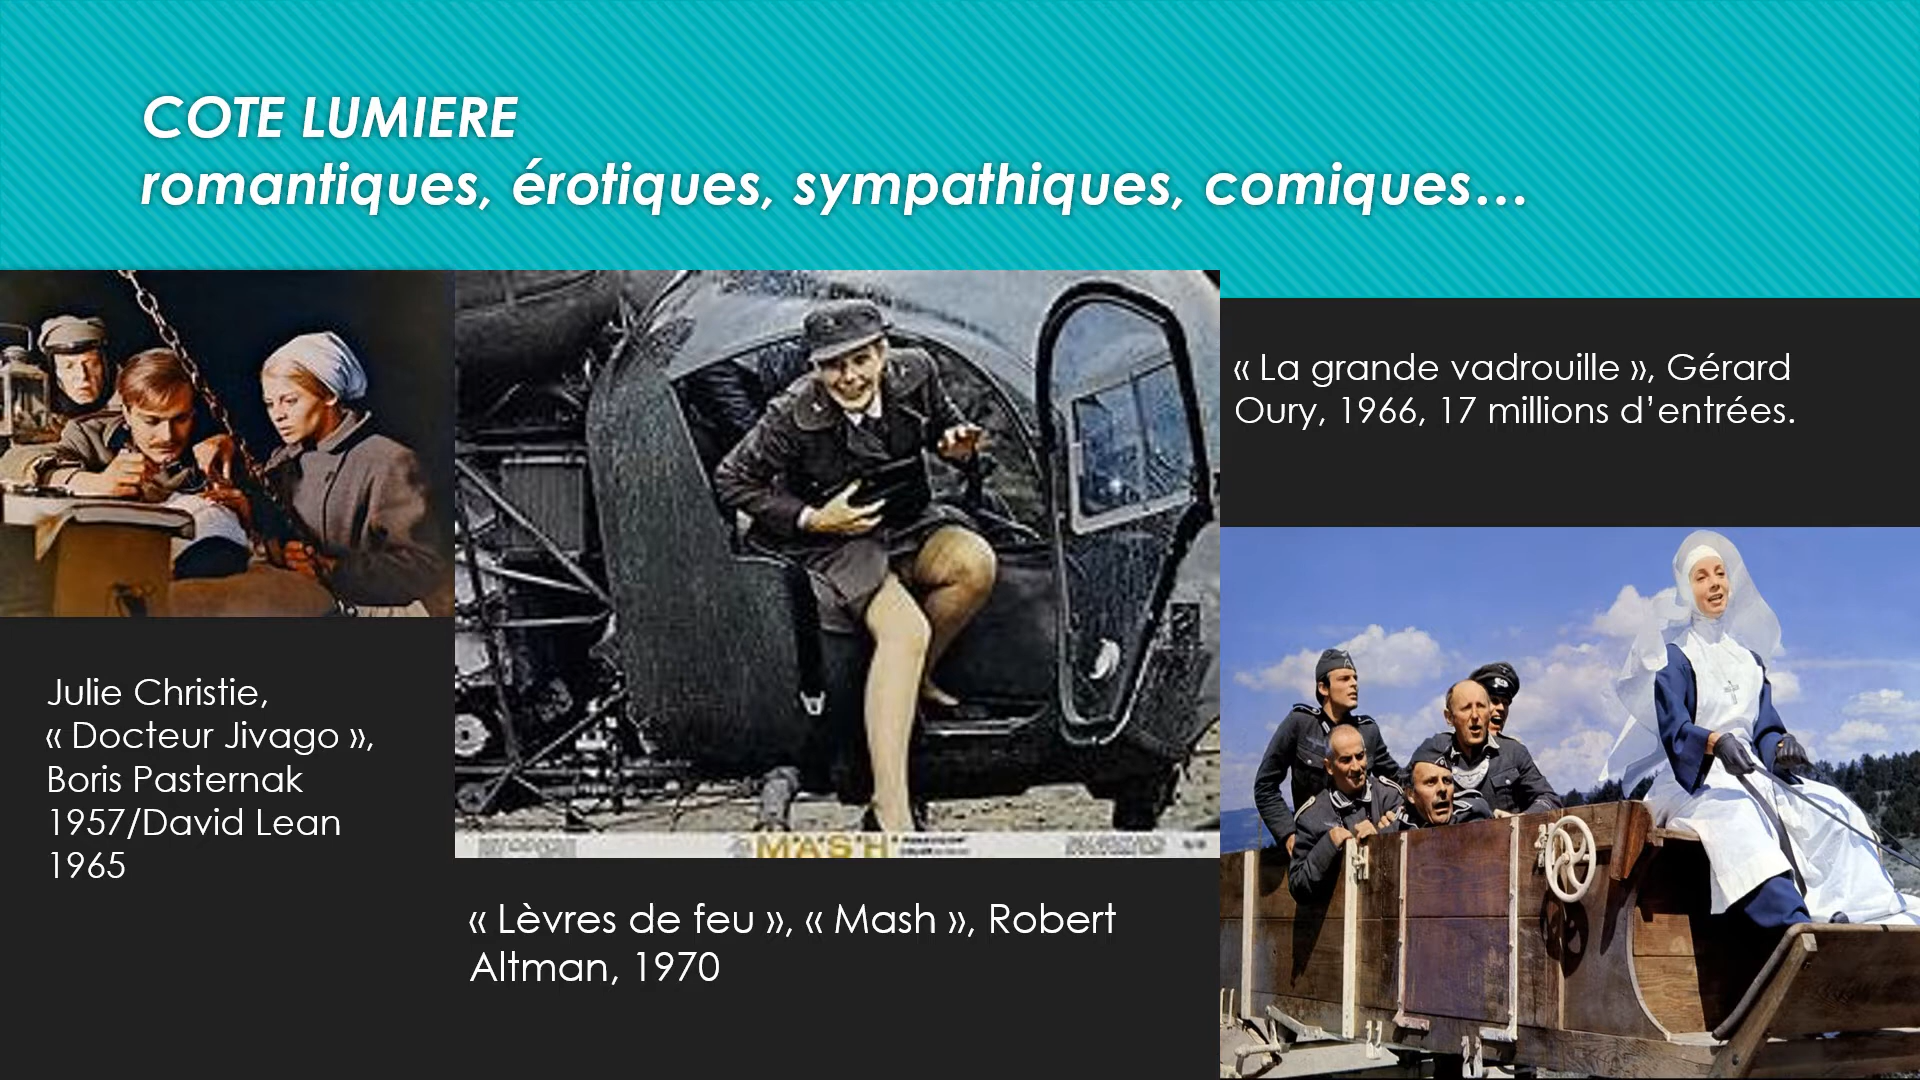 COTE LUMIERE
romantiques, érotiques, sympathiques, comiques…
« La grande vadrouille », Gérard
Oury, 1966, 17 millions d’entrées.
Julie Christie,
« Docteur Jivago »,
Boris Pasternak
1957/David Lean
1965
MASH
« Lèvres de feu », « Mash », Robert
Altman, 1970